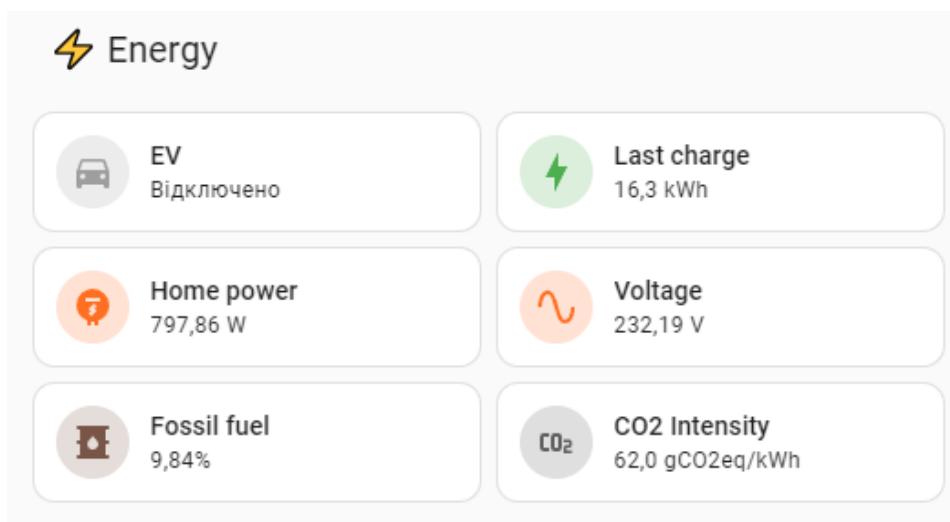 ⚡ Energy
EV
Відключено
Last charge
16,3 kWh
Home power
797,86 W
Voltage
232,19 V
Fossil fuel
9,84%
CO2
CO2 Intensity
62,0 gCO2eq/kWh